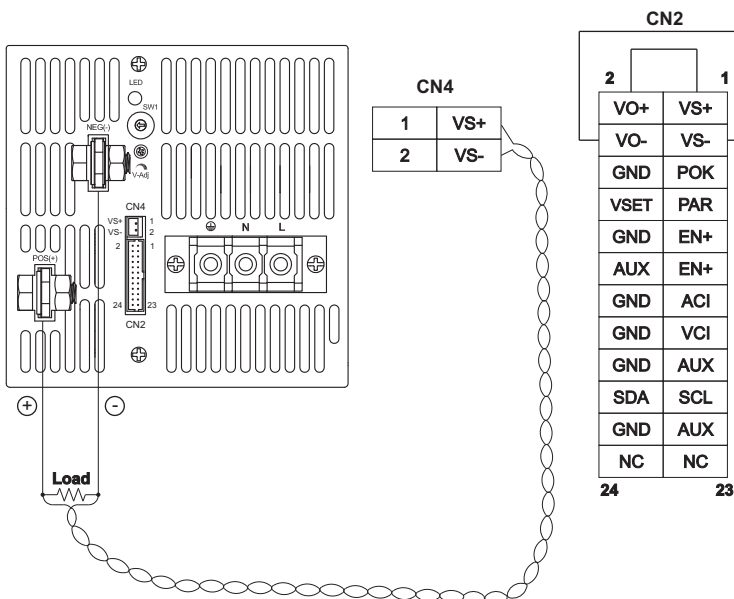 CN2
CN4
2 1
1 VS+
2 VS-
VO+ VS+
VO- VS-
GND POK
VSET PAR
GND EN+
AUX EN+
GND ACI
GND VCI
GND AUX
SDA SCL
GND AUX
NC NC
24 23
LED
SW1
NEG(-)
V-Adj
CN4
VS+ 1
VS- 2
2 1
N L
POS(+)
24 23
CN2
+ -
Load